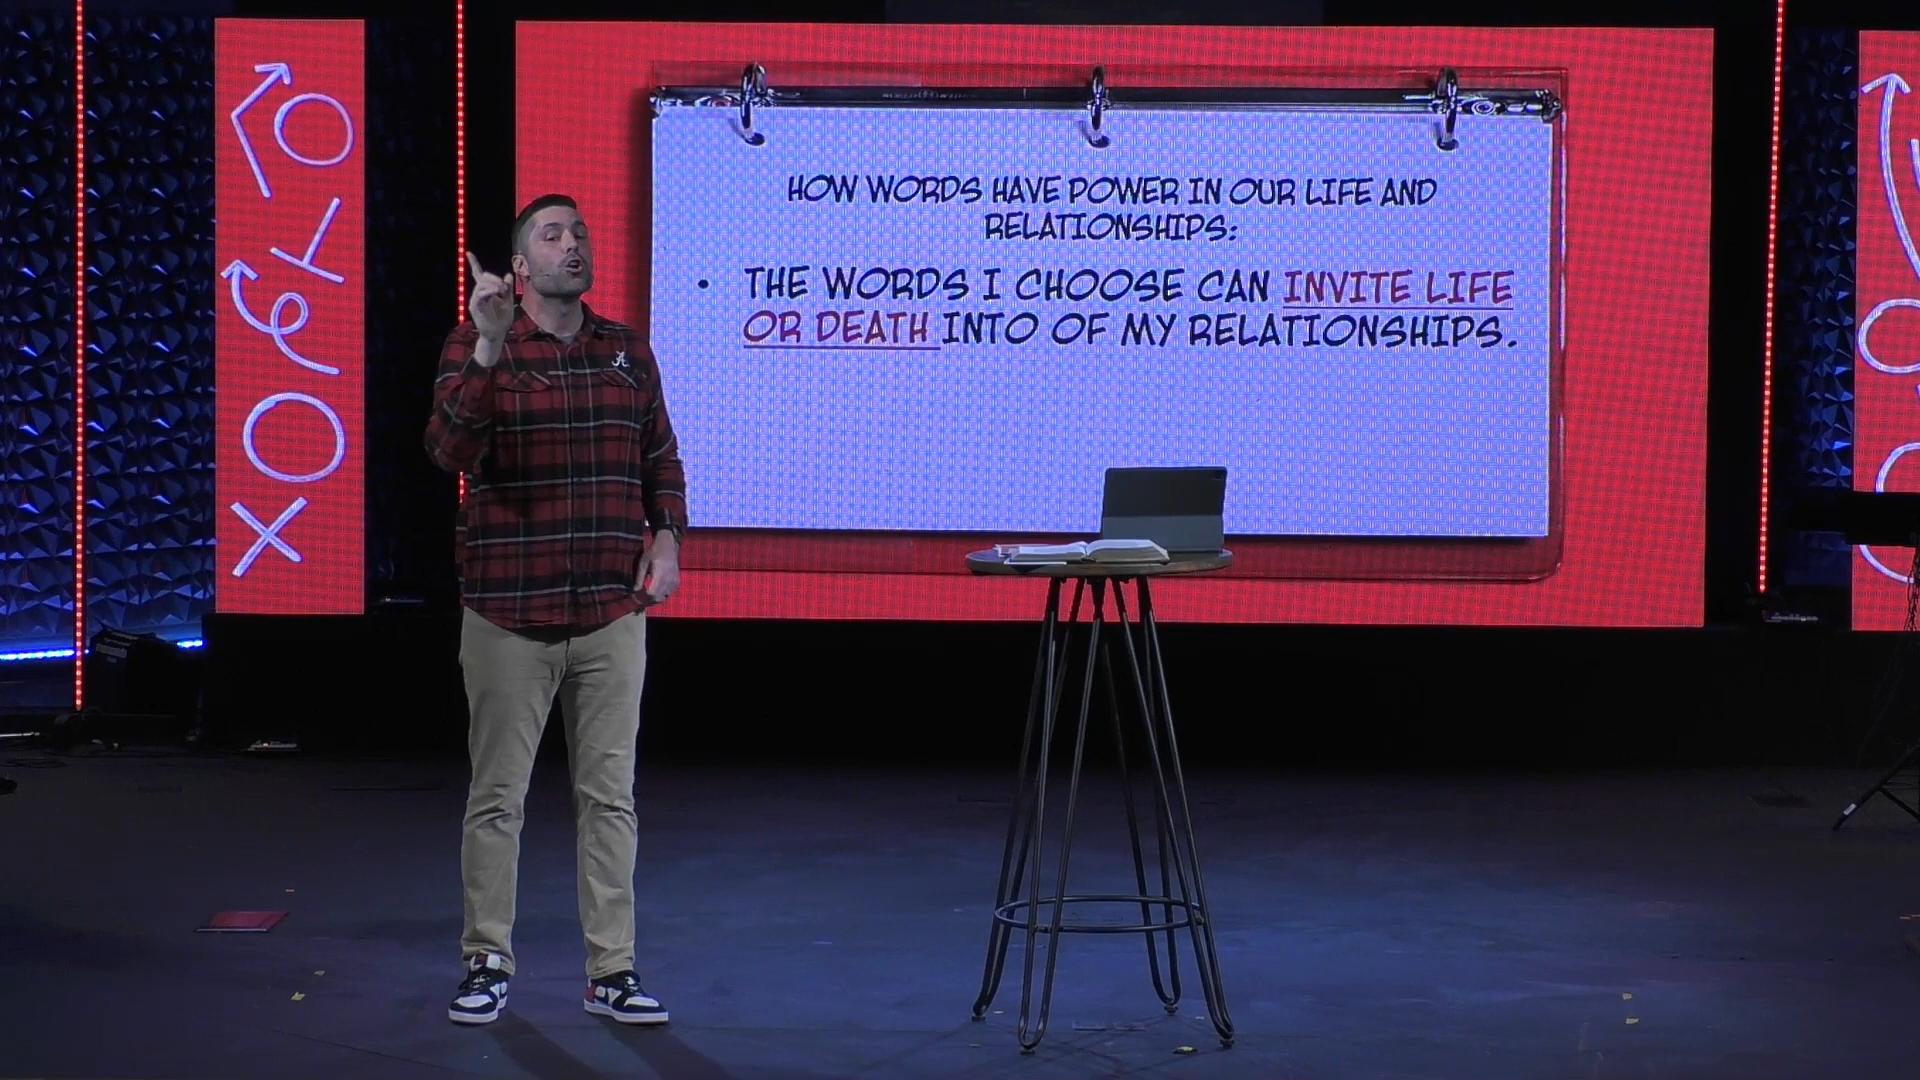 HOW WORDS HAVE POWER IN OUR LIFE AND
RELATIONSHIPS:
• THE WORDS I CHOOSE CAN INVITE LIFE
OR DEATH INTO OF MY RELATIONSHIPS.
A